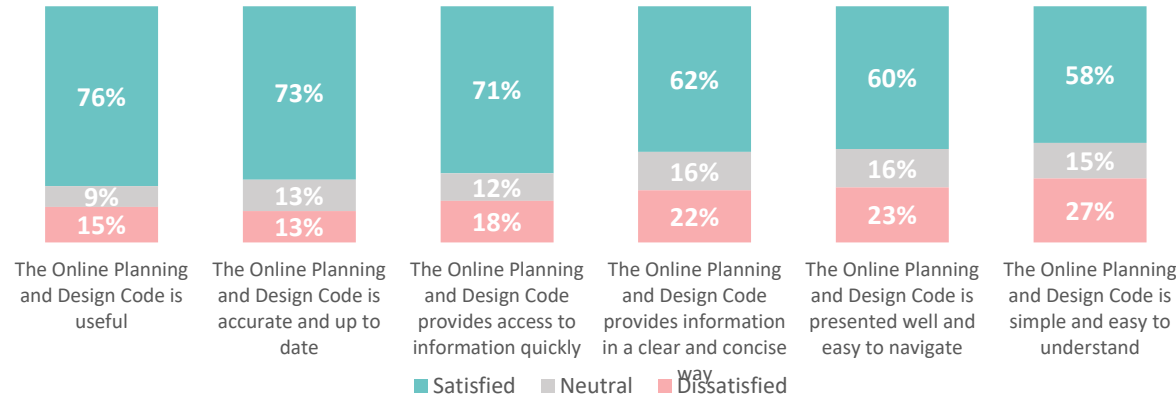 76%
73%
71%
62%
60%
58%
9%
13%
12%
16%
16%
15%
15%
13%
18%
22%
23%
27%
The Online Planning
and Design Code is
useful
The Online Planning
and Design Code is
accurate and up to
date
The Online Planning
and Design Code
provides access to
information quickly
The Online Planning
and Design Code
provides information
in a clear and concise
way
The Online Planning
and Design Code is
presented well and
easy to navigate
The Online Planning
and Design Code is
simple and easy to
understand
Satisfied
Neutral
Dissatisfied